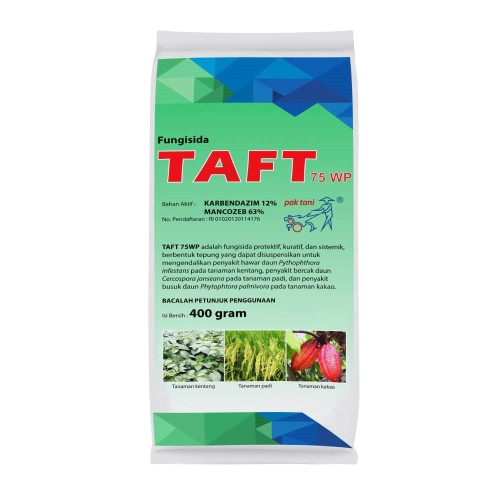 Fungisida
TAFT 75 WP
Bahan Aktif : KARBENDAZIM 12%
MANCOZEB 63%
No. Pendaftaran : RI 01020120114176
pak tani ®
TAFT 75WP adalah fungisida protektif, kuratif, dan sistemik,
berbentuk tepung yang dapat disuspensikan untuk
mengendalikan penyakit hawar daun Pythophthora
infestans pada tanaman kentang, penyakit bercak daun
Cercospora janseana pada tanaman padi, dan penyakit
busuk daun Phytophtora palmivora pada tanaman kakao.
BACALAH PETUNJUK PENGGUNAAN
Isi Bersih : 400 gram
Tanaman kentang
Tanaman padi
Tanaman kakao